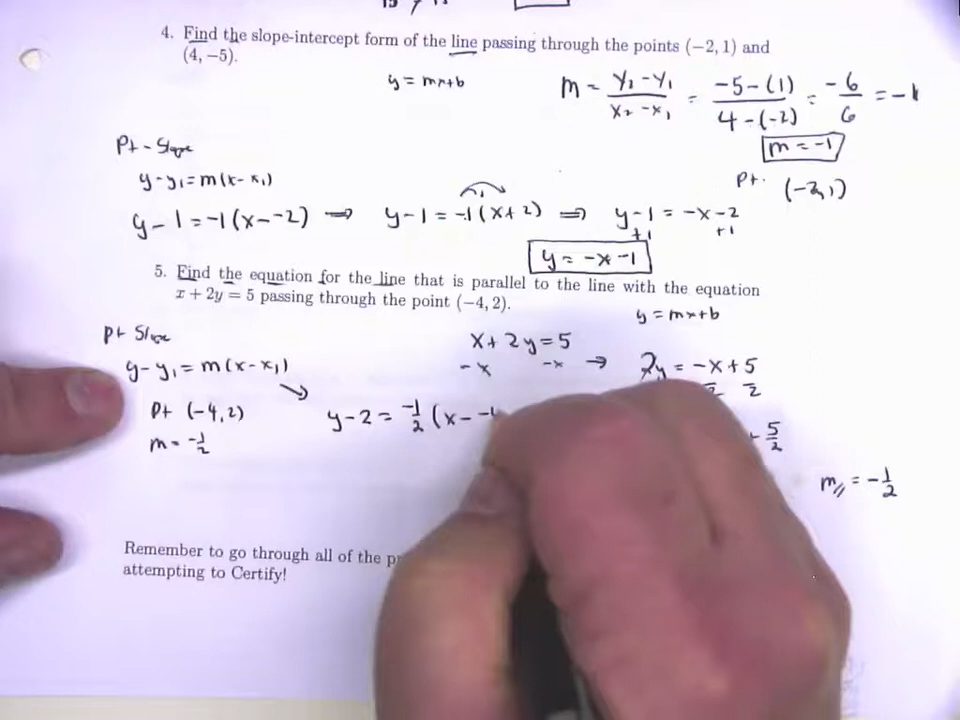 4. Find the slope-intercept form of the line passing through the points (−2, 1) and
(4, −5).
y = mx+b
m = y₂ - y₁ / x₂ - x₁ = -5-(1) / 4-(-2) = -6/6 = -1
m = -1
Pt-Slope
Pt. (-2,1)
y-y₁ = m(x-x₁)
y-1 = -1(x--2) ⇒ y-1 = -1(x+2) ⇒ y-1 = -x-2
+1 +1
y = -x-1
5. Find the equation for the line that is parallel to the line with the equation
x + 2y = 5 passing through the point (−4, 2).
y = mx+b
pt Slope
x+2y=5
-x -x → 2y = -x+5
y-y₁ = m(x-x₁)
2 2
Pt (-4,2)
y-2 = -1/2 (x--4
5/2
m = -1/2
m// = -1/2
Remember to go through all of the
attempting to Certify!